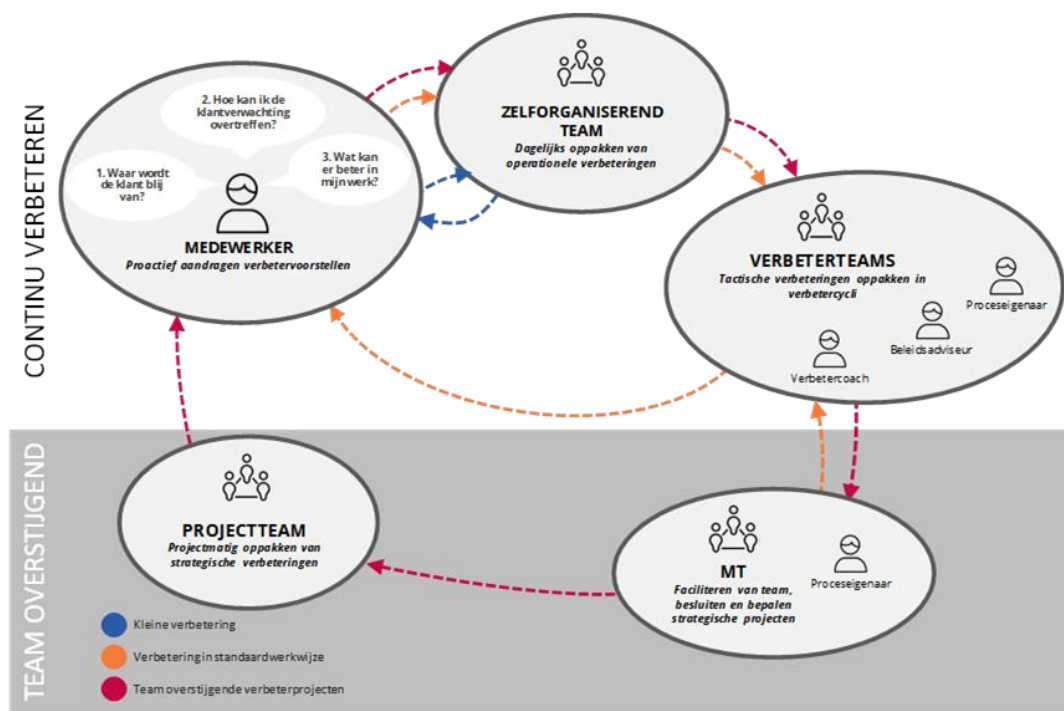 CONTINU VERBETEREN
2. Hoe kan ik de
klantverwachting
overtreffen?
1. Waar wordt
de klant blij
van?
3. Wat kan
er beter in
mijn werk?
MEDEWERKER
Proactief aandragen verbetervoorstellen
ZELFORGANISEREND
TEAM
Dagelijks oppakken van
operationele verbeteringen
VERBETERTEAMS
Tactische verbeteringen oppakken in
verbetercycli
Proceseigenaar
Beleidsadviseur
Verbetercoach
TEAM OVERSTIJGEND
PROJECTTEAM
Projectmatig oppakken van
strategische verbeteringen
MT
Faciliteren van team,
besluiten en bepalen
strategische projecten
Proceseigenaar
Kleine verbetering
Verbetering in standaardwerkwijze
Team overstijgende verbeterprojecten